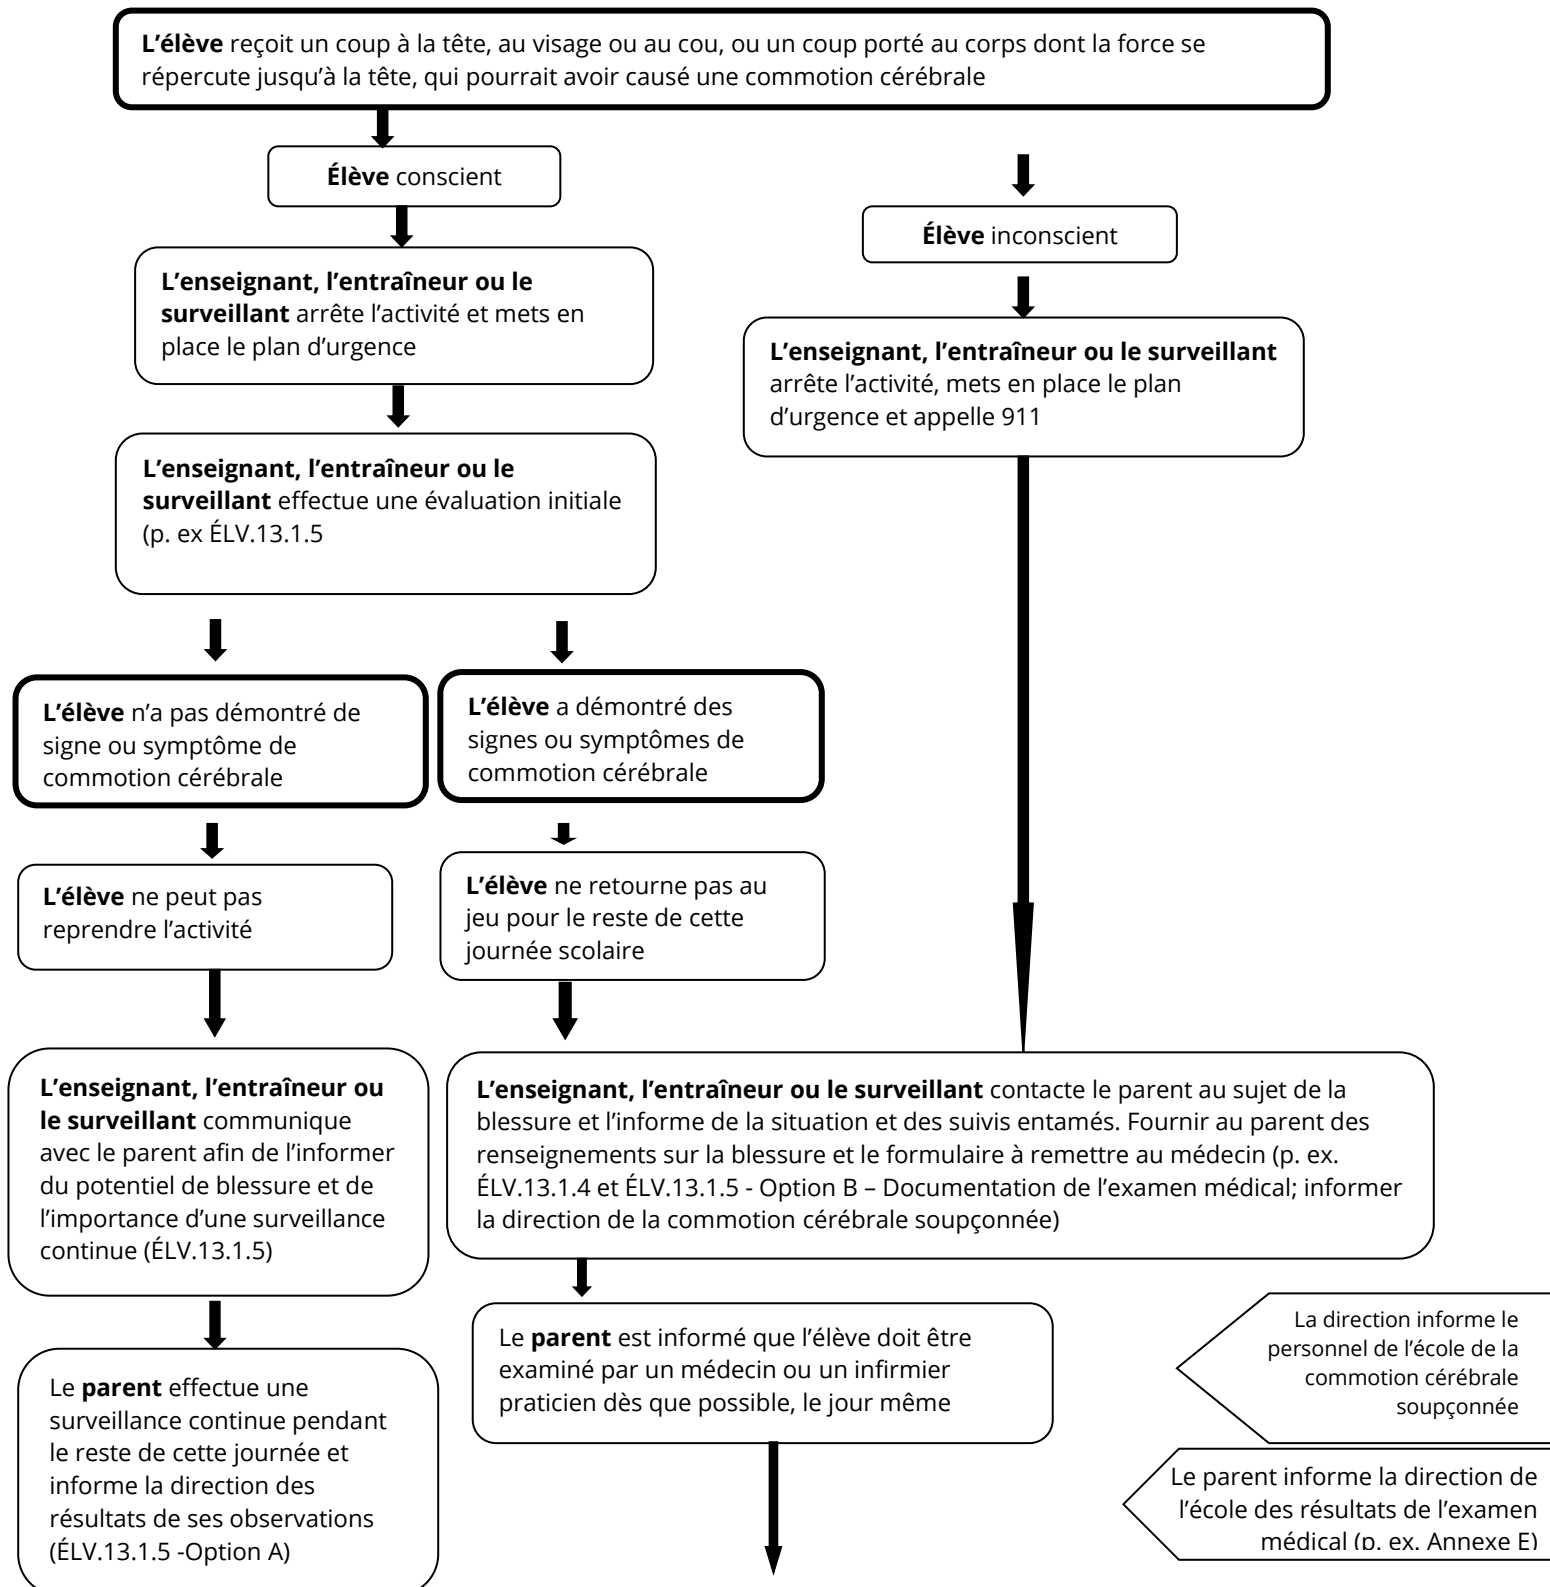 L’élève reçoit un coup à la tête, au visage ou au cou, ou un coup porté au corps dont la force se
répercute jusqu’à la tête, qui pourrait avoir causé une commotion cérébrale
Élève conscient
Élève inconscient
L’enseignant, l’entraîneur ou le
surveillant arrête l’activité et mets en
place le plan d’urgence
L’enseignant, l’entraîneur ou le surveillant
arrête l’activité, mets en place le plan
d’urgence et appelle 911
L’enseignant, l’entraîneur ou le
surveillant effectue une évaluation initiale
(p. ex ÉLV.13.1.5
L’élève n’a pas démontré de
signe ou symptôme de
commotion cérébrale
L’élève a démontré des
signes ou symptômes de
commotion cérébrale
L’élève ne peut pas
reprendre l’activité
L’élève ne retourne pas au
jeu pour le reste de cette
journée scolaire
L’enseignant, l’entraîneur ou
le surveillant communique
avec le parent afin de l’informer
du potentiel de blessure et de
l’importance d’une surveillance
continue (ÉLV.13.1.5)
L’enseignant, l’entraîneur ou le surveillant contacte le parent au sujet de la
blessure et l’informe de la situation et des suivis entamés. Fournir au parent des
renseignements sur la blessure et le formulaire à remettre au médecin (p. ex.
ÉLV.13.1.4 et ÉLV.13.1.5 - Option B – Documentation de l’examen médical; informer
la direction de la commotion cérébrale soupçonnée)
Le parent effectue une
surveillance continue pendant
le reste de cette journée et
informe la direction des
résultats de ses observations
(ÉLV.13.1.5 -Option A)
Le parent est informé que l’élève doit être
examiné par un médecin ou un infirmier
praticien dès que possible, le jour même
La direction informe le
personnel de l’école de la
commotion cérébrale
soupçonnée
Le parent informe la direction de
l’école des résultats de l’examen
médical (p. ex. Annexe E)